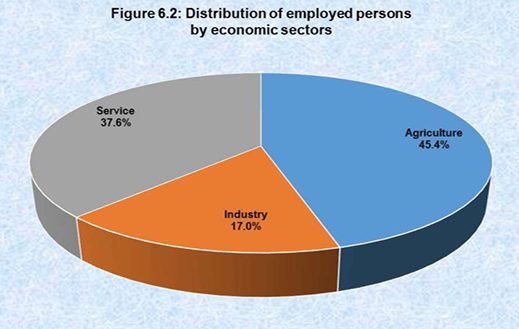 Figure 6.2: Distribution of employed persons
by economic sectors
Service
37.6%
Agriculture
45.4%
Industry
17.0%